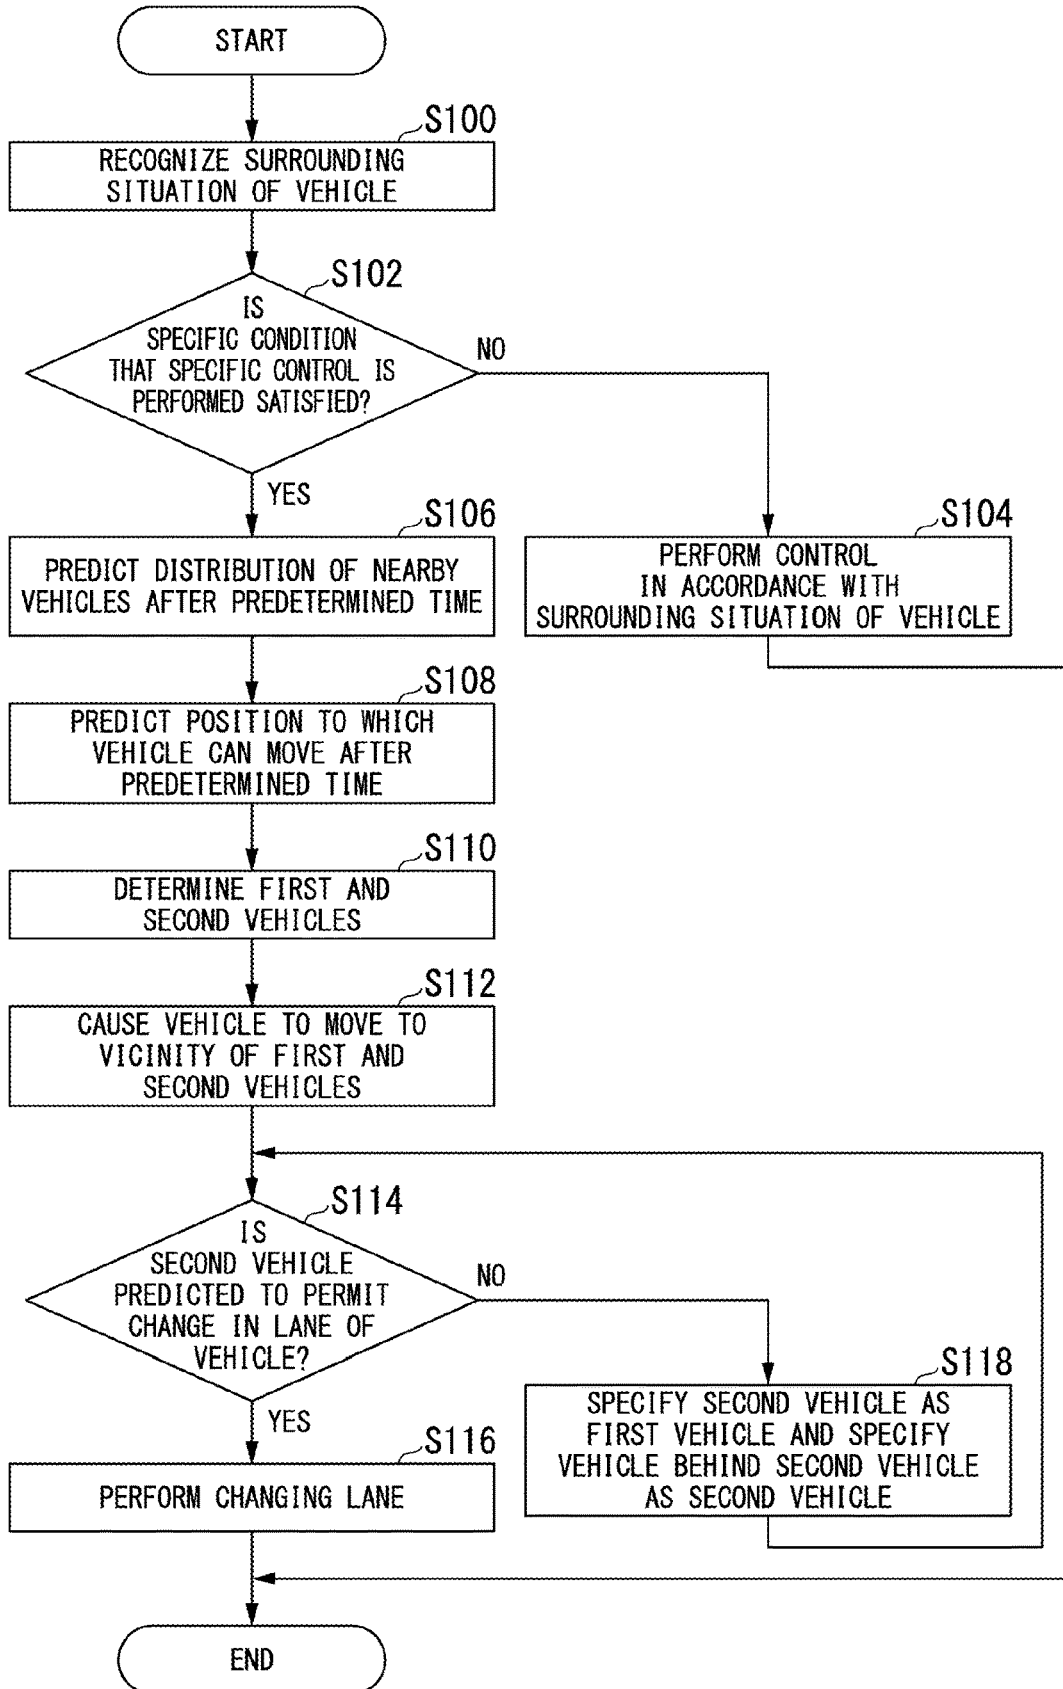 START
S100
RECOGNIZE SURROUNDING
SITUATION OF VEHICLE
S102
IS
SPECIFIC CONDITION
THAT SPECIFIC CONTROL IS
PERFORMED SATISFIED?
NO
YES
S106
PREDICT DISTRIBUTION OF NEARBY
VEHICLES AFTER PREDETERMINED TIME
S104
PERFORM CONTROL
IN ACCORDANCE WITH
SURROUNDING SITUATION OF VEHICLE
S108
PREDICT POSITION TO WHICH
VEHICLE CAN MOVE AFTER
PREDETERMINED TIME
S110
DETERMINE FIRST AND
SECOND VEHICLES
S112
CAUSE VEHICLE TO MOVE TO
VICINITY OF FIRST AND
SECOND VEHICLES
S114
IS
SECOND VEHICLE
PREDICTED TO PERMIT
CHANGE IN LANE OF
VEHICLE?
NO
YES
S118
SPECIFY SECOND VEHICLE AS
FIRST VEHICLE AND SPECIFY
VEHICLE BEHIND SECOND VEHICLE
AS SECOND VEHICLE
S116
PERFORM CHANGING LANE
END